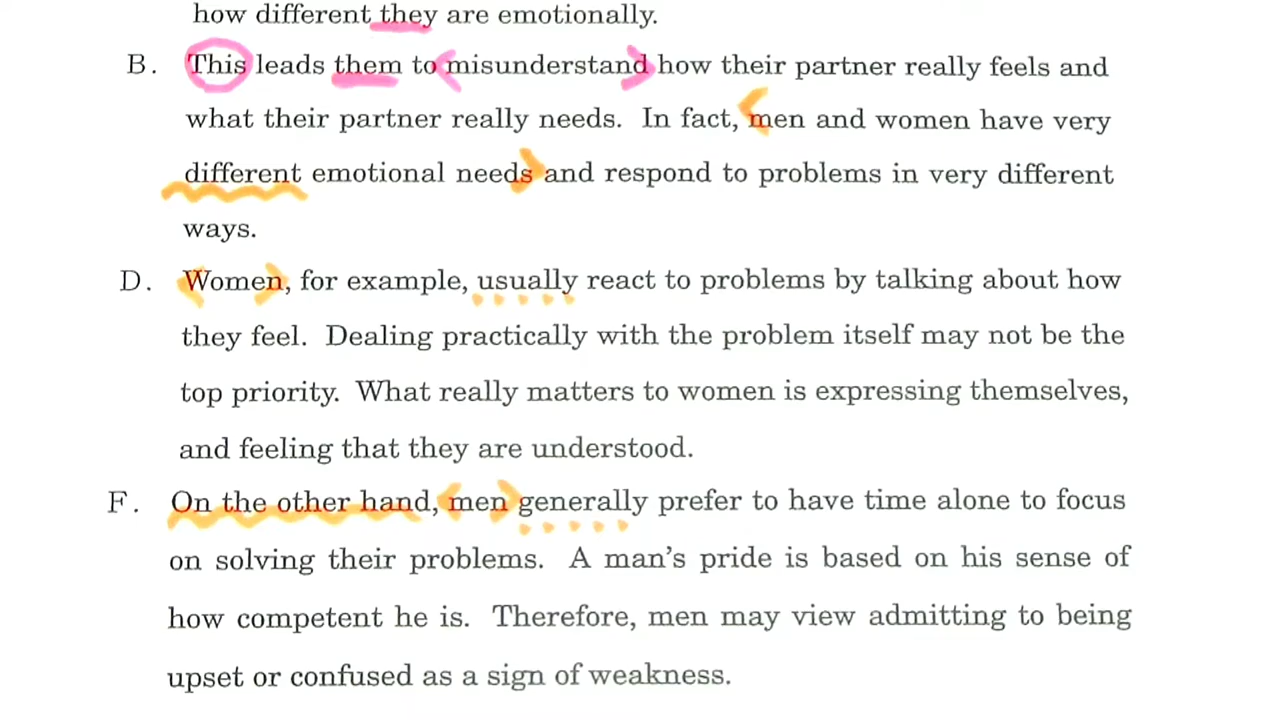 how different they are emotionally.
B. This leads them to misunderstand how their partner really feels and
what their partner really needs. In fact, men and women have very
different emotional needs and respond to problems in very different
ways.
D. Women, for example, usually react to problems by talking about how
they feel. Dealing practically with the problem itself may not be the
top priority. What really matters to women is expressing themselves,
and feeling that they are understood.
F. On the other hand, men generally prefer to have time alone to focus
on solving their problems. A man's pride is based on his sense of
how competent he is. Therefore, men may view admitting to being
upset or confused as a sign of weakness.